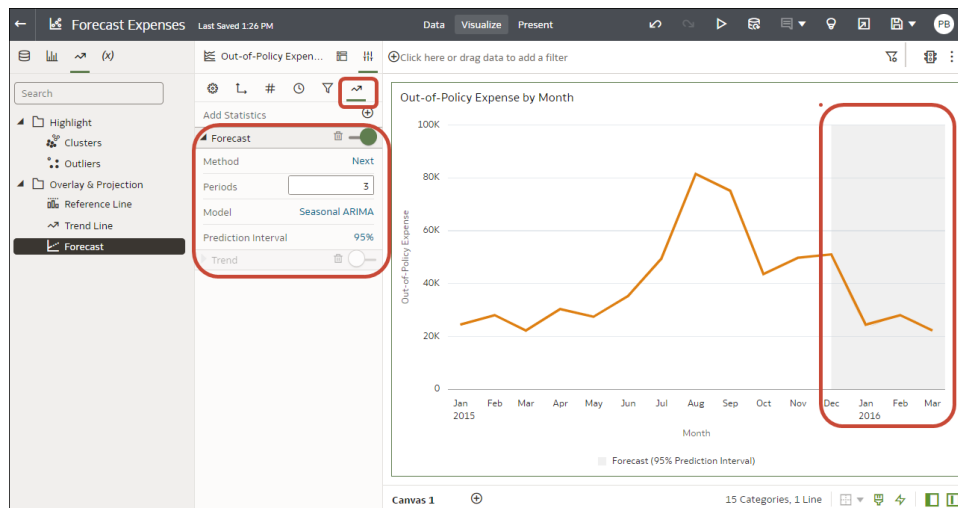 Forecast Expenses Last Saved 1:26 PM Data Visualize Present PB
(x) Out-of-Policy Expen... Click here or drag data to add a filter
Search
Highlight
Clusters
Outliers
Overlay & Projection
Reference Line
Trend Line
Forecast
#
Add Statistics
Forecast
Method Next
Periods 3
Model Seasonal ARIMA
Prediction Interval 95%
Trend
Out-of-Policy Expense by Month
100K
80K
60K
40K
20K
0
Out-of-Policy Expense
Jan Feb Mar Apr May Jun Jul Aug Sep Oct Nov Dec Jan Feb Mar
2015 2016
Month
Forecast (95% Prediction Interval)
Canvas 1 15 Categories, 1 Line